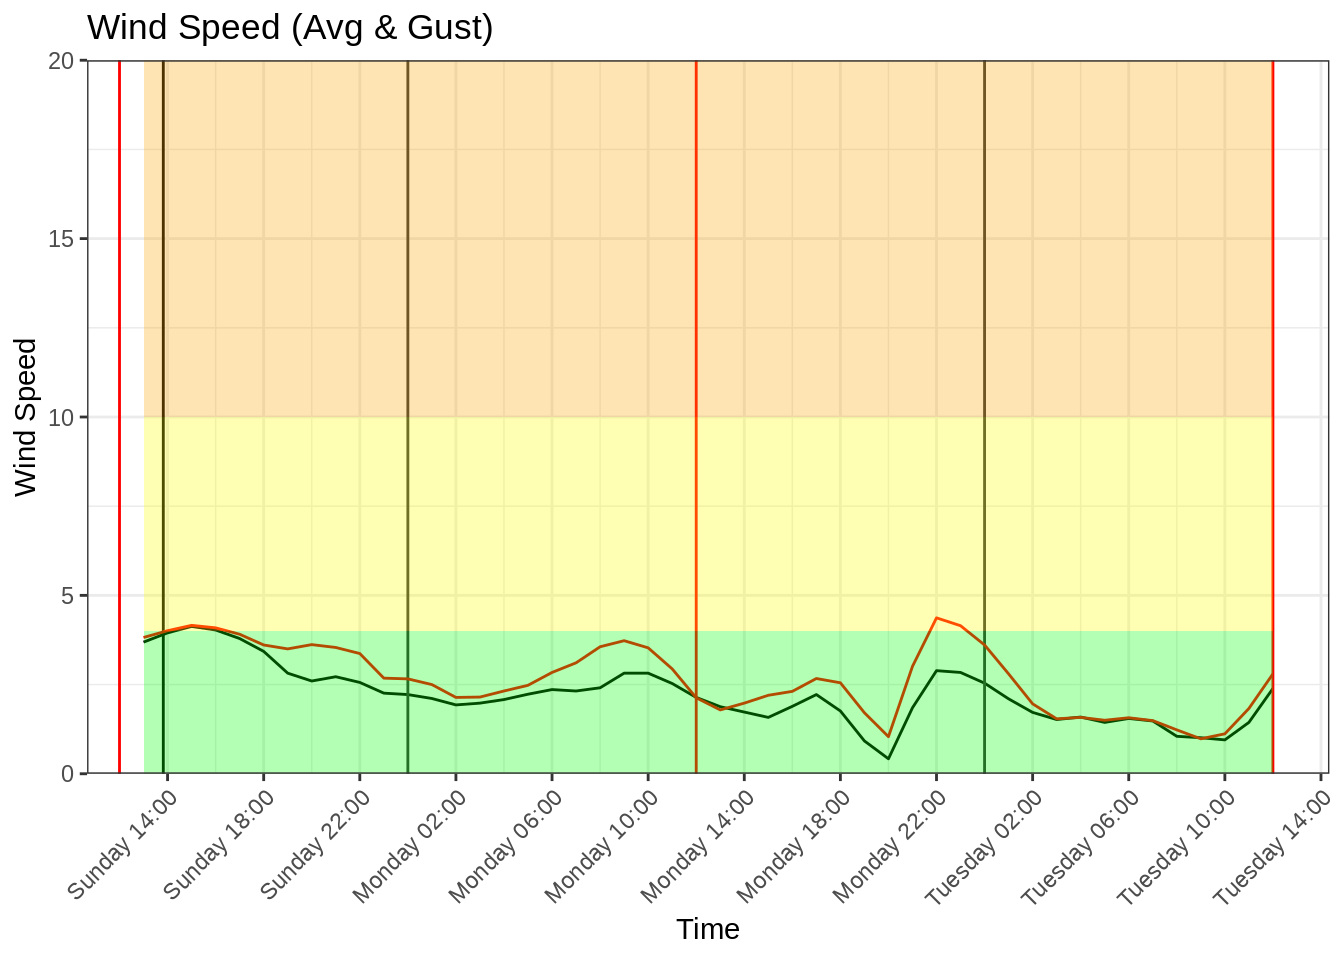 Wind Speed (Avg & Gust)
20
15
10
5
0
Wind Speed
Sunday 14:00
Sunday 18:00
Sunday 22:00
Monday 02:00
Monday 06:00
Monday 10:00
Monday 14:00
Monday 18:00
Monday 22:00
Tuesday 02:00
Tuesday 06:00
Tuesday 10:00
Tuesday 14:00
Time